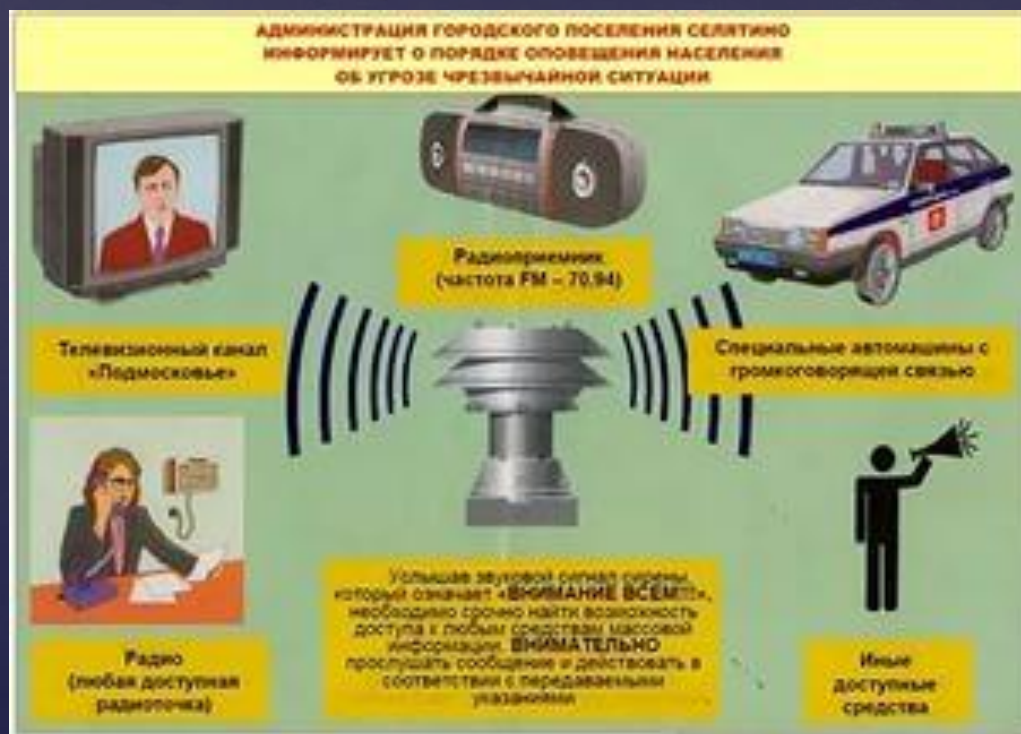 АДМИНИСТРАЦИЯ ГОРОДСКОГО ПОСЕЛЕНИЯ СЕЛЯТИНО
ИНФОРМИРУЕТ О ПОРЯДКЕ ОПОВЕЩЕНИЯ НАСЕЛЕНИЯ
ОБ УГРОЗЕ ЧРЕЗВЫЧАЙНОЙ СИТУАЦИИ
Радиоприемник
(частота FM – 70,94)
Телевизионный канал
«Подмосковье»
Специальные автомашины с
громкоговорящей связью
Услышав звуковой сигнал сирены,
который означает «ВНИМАНИЕ ВСЕМ!!!»,
необходимо срочно найти возможность
доступа к любым средствам массовой
информации. ВНИМАТЕЛЬНО
прослушать сообщение и действовать в
соответствии с передаваемыми
указаниями
Радио
(любая доступная
радиоточка)
Иные
доступные
средства